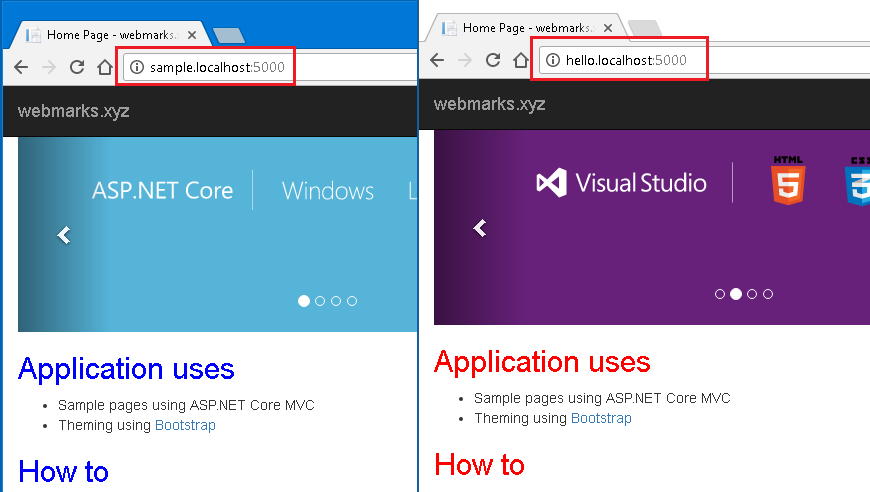 Home Page - webmarks.
sample.localhost:5000
webmarks.xyz
ASP.NET Core Windows L
Application uses
Sample pages using ASP.NET Core MVC
Theming using Bootstrap
How to
Home Page - webmarks.
hello.localhost:5000
webmarks.xyz
Visual Studio HTML 5 CSS 3
Application uses
Sample pages using ASP.NET Core MVC
Theming using Bootstrap
How to